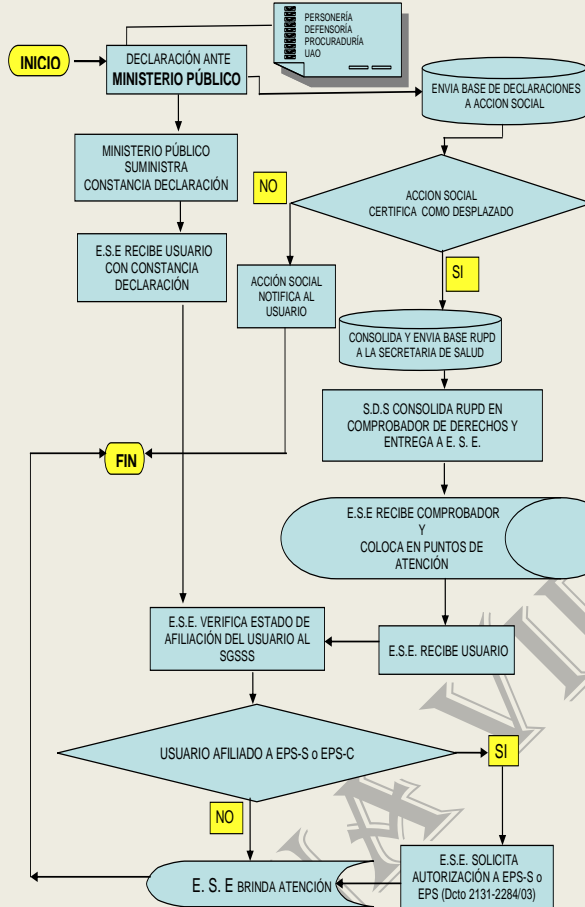 PERSONERÍA
DEFENSORÍA
PROCURADURÍA
UAO
INICIO
DECLARACIÓN ANTE
MINISTERIO PÚBLICO
ENVIA BASE DE DECLARACIONES
A ACCION SOCIAL
MINISTERIO PÚBLICO
SUMINISTRA
CONSTANCIA DECLARACIÓN
NO
ACCION SOCIAL
CERTIFICA COMO DESPLAZADO
E.S.E RECIBE USUARIO
CON CONSTANCIA
DECLARACIÓN
ACCIÓN SOCIAL
NOTIFICA AL
USUARIO
SI
CONSOLIDA Y ENVIA BASE RUPD
A LA SECRETARIA DE SALUD
S.D.S CONSOLIDA RUPD EN
COMPROBADOR DE DERECHOS Y
ENTREGA A E. S. E.
FIN
E.S.E RECIBE COMPROBADOR
Y
COLOCA EN PUNTOS DE
ATENCIÓN
E.S.E. VERIFICA ESTADO DE
AFILIACIÓN DEL USUARIO AL
SGSSS
E.S.E. RECIBE USUARIO
USUARIO AFILIADO A EPS-S o EPS-C
SI
NO
E. S. E BRINDA ATENCIÓN
E.S.E. SOLICITA
AUTORIZACIÓN A EPS-S o
EPS (Dcto 2131-2284/03)